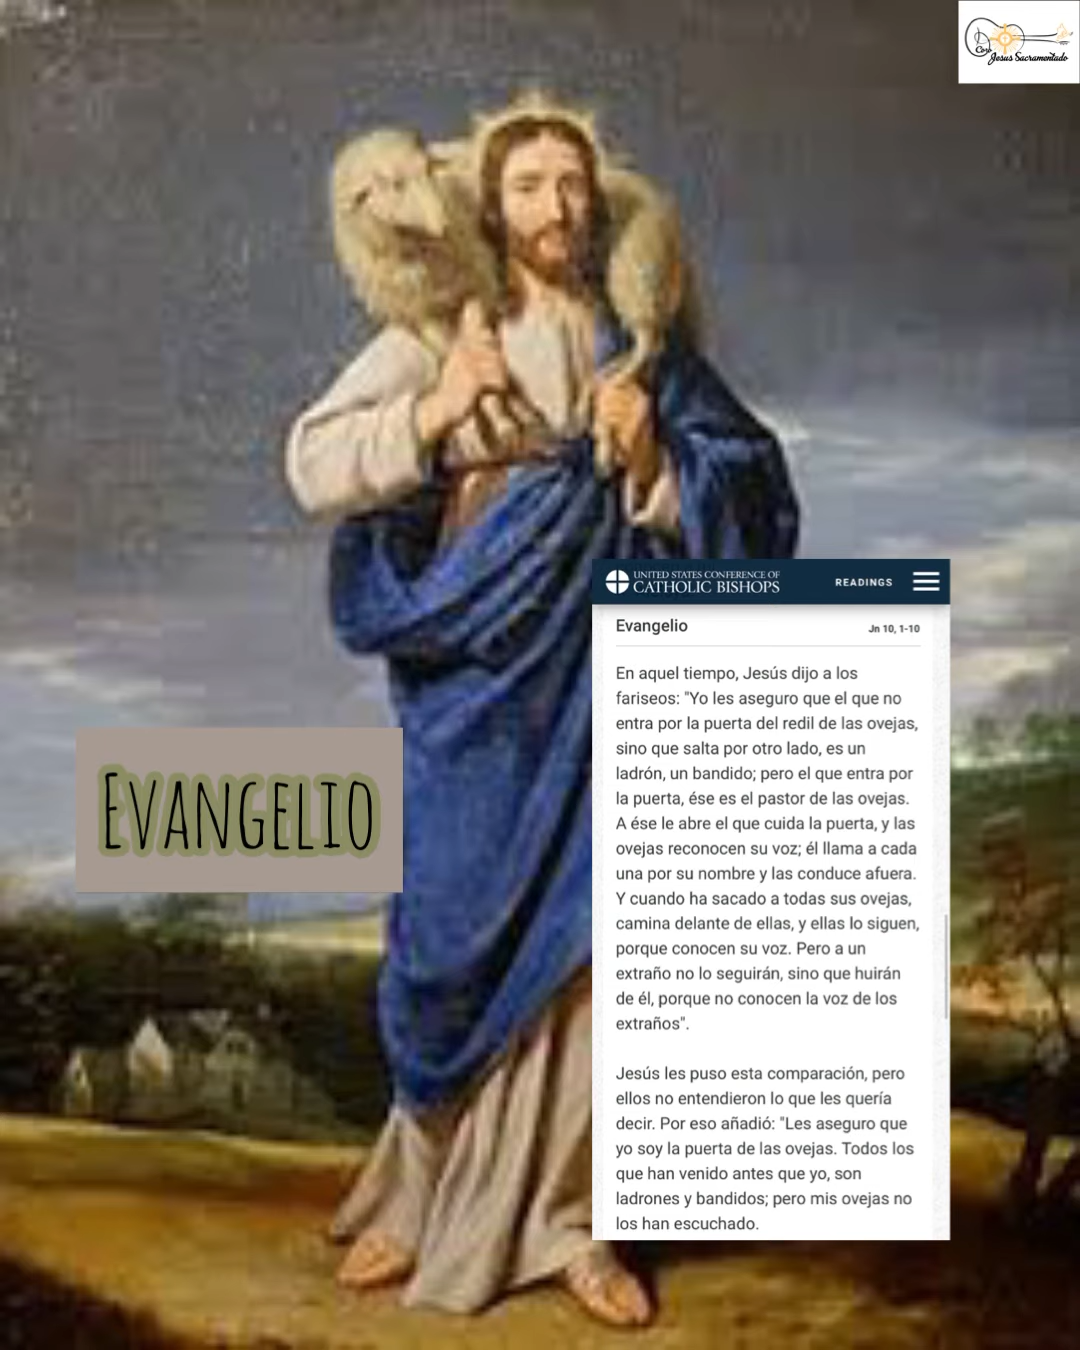 Coro
Jesus Sacramentado
UNITED STATES CONFERENCE OF
CATHOLIC BISHOPS
READINGS
Evangelio
Jn 10, 1-10
En aquel tiempo, Jesús dijo a los
fariseos: "Yo les aseguro que el que no
entra por la puerta del redil de las ovejas,
sino que salta por otro lado, es un
ladrón, un bandido; pero el que entra por
la puerta, ése es el pastor de las ovejas.
A ése le abre el que cuida la puerta, y las
ovejas reconocen su voz; él llama a cada
una por su nombre y las conduce afuera.
Y cuando ha sacado a todas sus ovejas,
camina delante de ellas, y ellas lo siguen,
porque conocen su voz. Pero a un
extraño no lo seguirán, sino que huirán
de él, porque no conocen la voz de los
extraños".
Jesús les puso esta comparación, pero
ellos no entendieron lo que les quería
decir. Por eso añadió: "Les aseguro que
yo soy la puerta de las ovejas. Todos los
que han venido antes que yo, son
ladrones y bandidos; pero mis ovejas no
los han escuchado.
Evangelio